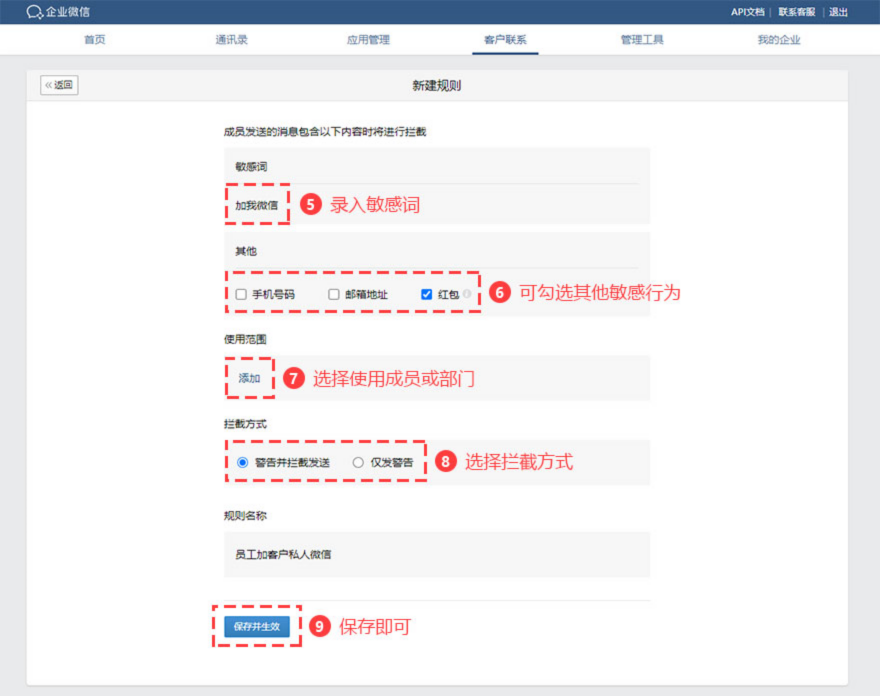 企业微信 API文档 | 联系客服 | 退出
首页 通讯录 应用管理 客户联系 管理工具 我的企业
« 返回 新建规则
成员发送的消息包含以下内容时将进行拦截
敏感词
加我微信 5 录入敏感词
其他
手机号码 邮箱地址 红包 6 可勾选其他敏感行为
使用范围
添加 7 选择使用成员或部门
拦截方式
警告并拦截发送 仅发警告 8 选择拦截方式
规则名称
员工加客户私人微信
保存并生效 9 保存即可